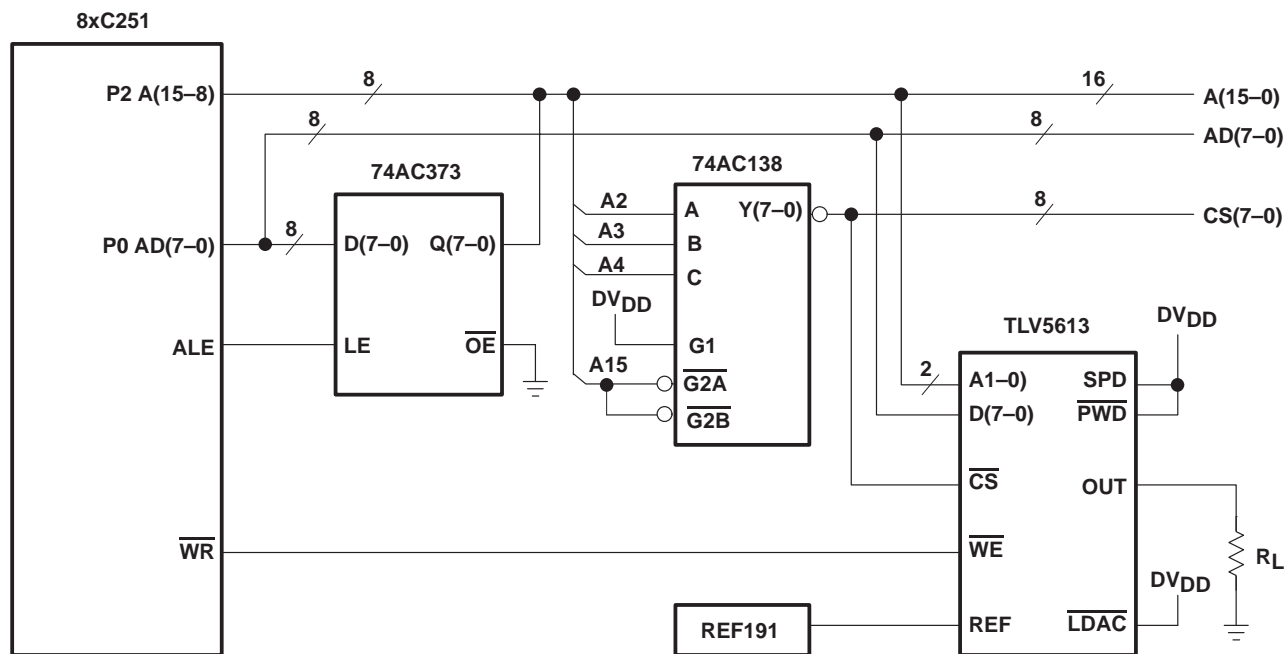 8xC251
P2 A(15–8)
8
16
A(15–0)
8
8
AD(7–0)
74AC373
74AC138
A2
A
Y(7–0)
8
CS(7–0)
P0 AD(7–0)
8
D(7–0)
Q(7–0)
A3
B
A4
C
DVDD
TLV5613
DVDD
ALE
LE
OE
G1
A15
G2A
2
A1–0)
SPD
G2B
D(7–0)
PWD
CS
OUT
WR
WE
RL
DVDD
REF191
REF
LDAC